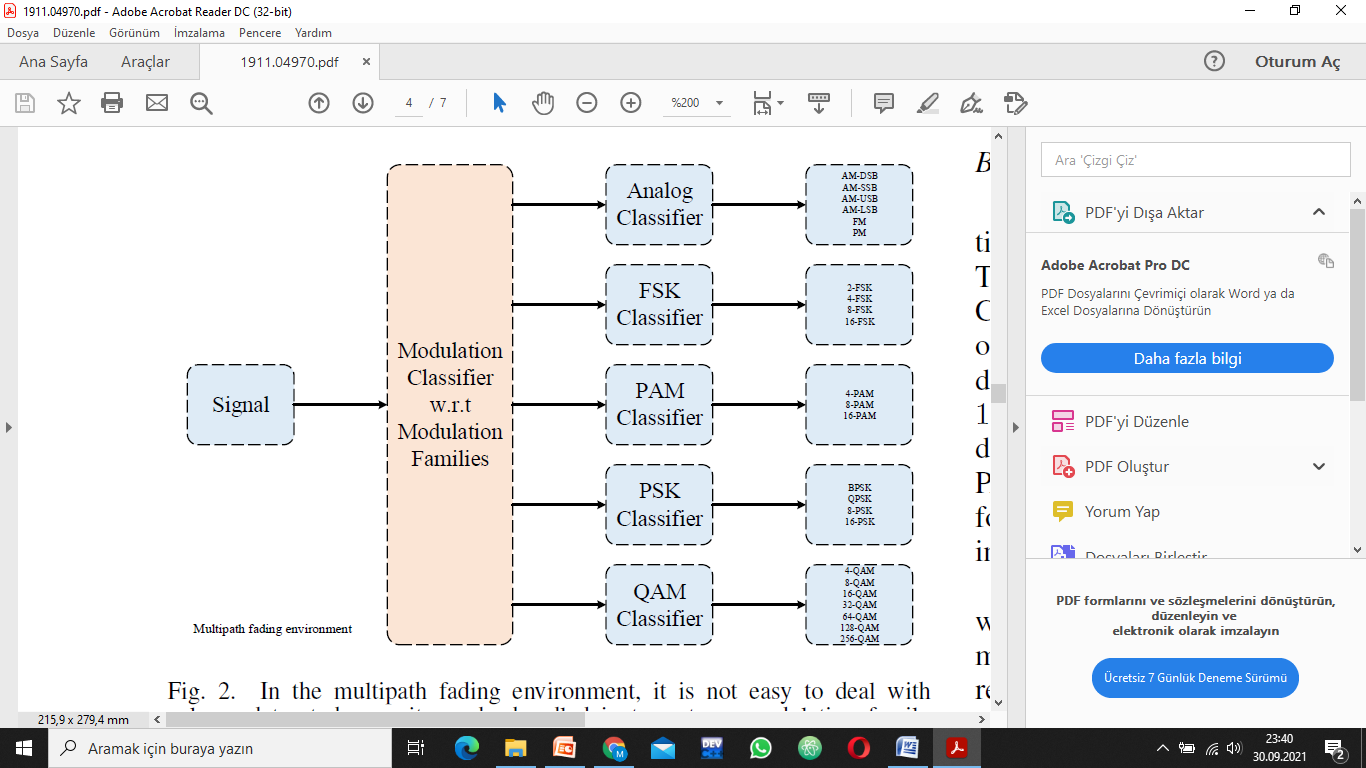 1911.04970.pdf - Adobe Acrobat Reader DC (32-bit)
Dosya Düzenle Görünüm İmzalama Pencere Yardım
Ana Sayfa Araçlar 1911.04970.pdf × Oturum Aç
4 / 7 %200
Signal
Modulation
Classifier
w.r.t
Modulation
Families
Multipath fading environment
Analog
Classifier
AM-DSB
AM-SSB
AM-USB
AM-LSB
FM
PM
FSK
Classifier
2-FSK
4-FSK
8-FSK
16-FSK
PAM
Classifier
4-PAM
8-PAM
16-PAM
PSK
Classifier
BPSK
QPSK
8-PSK
16-PSK
QAM
Classifier
4-QAM
8-QAM
16-QAM
32-QAM
64-QAM
128-QAM
256-QAM
Fig. 2. In the multipath fading environment, it is not easy to deal with
215,9 x 279,4 mm
Ara 'Çizgi Çiz'
PDF'yi Dışa Aktar
Adobe Acrobat Pro DC
PDF Dosyalarını Çevrimiçi olarak Word ya da
Excel Dosyalarına Dönüştürün
Daha fazla bilgi
PDF'yi Düzenle
PDF Oluştur
Yorum Yap
Dosyaları Birleştir
PDF formlarını ve sözleşmelerini dönüştürün,
düzenleyin ve
elektronik olarak imzalayın
Ücretsiz 7 Günlük Deneme Sürümü
Aramak için buraya yazın
DEV
23:40
30.09.2021
2